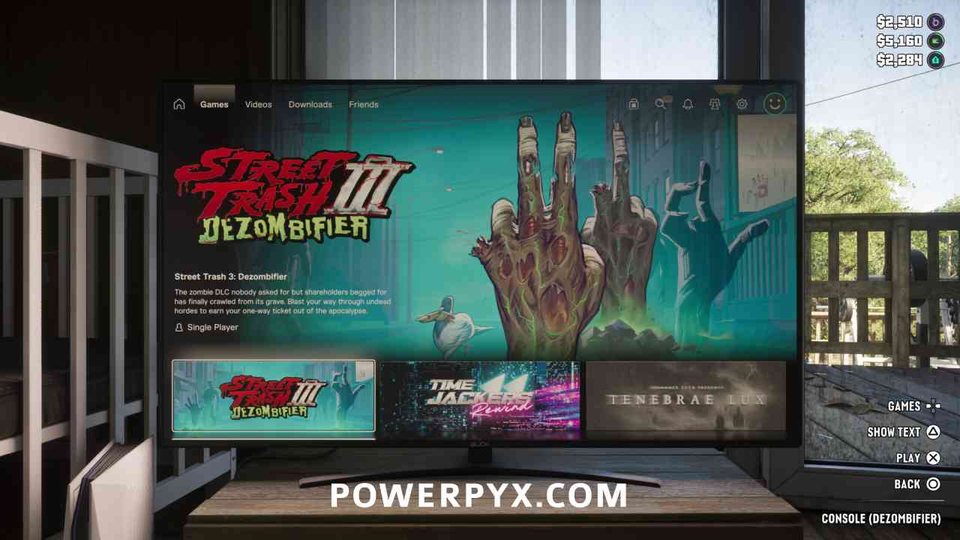 $2,510
$5,160
$2,284
Games Videos Downloads Friends
STREET
TRASH III
DEZOMBIFIER
Street Trash 3: Dezombifier
The zombie DLC nobody asked for but shareholders begged for
has finally crawled from its grave. Blast your way through undead
hordes to earn your one-way ticket out of the apocalypse.
Single Player
STREET
TRASH III
DEZOMBIFIER
TIME
JACKERS
Rewind
TENEBRAE LUX
GAMES
SHOW TEXT
PLAY
BACK
POWERPYX.COM
CONSOLE (DEZOMBIFIER)